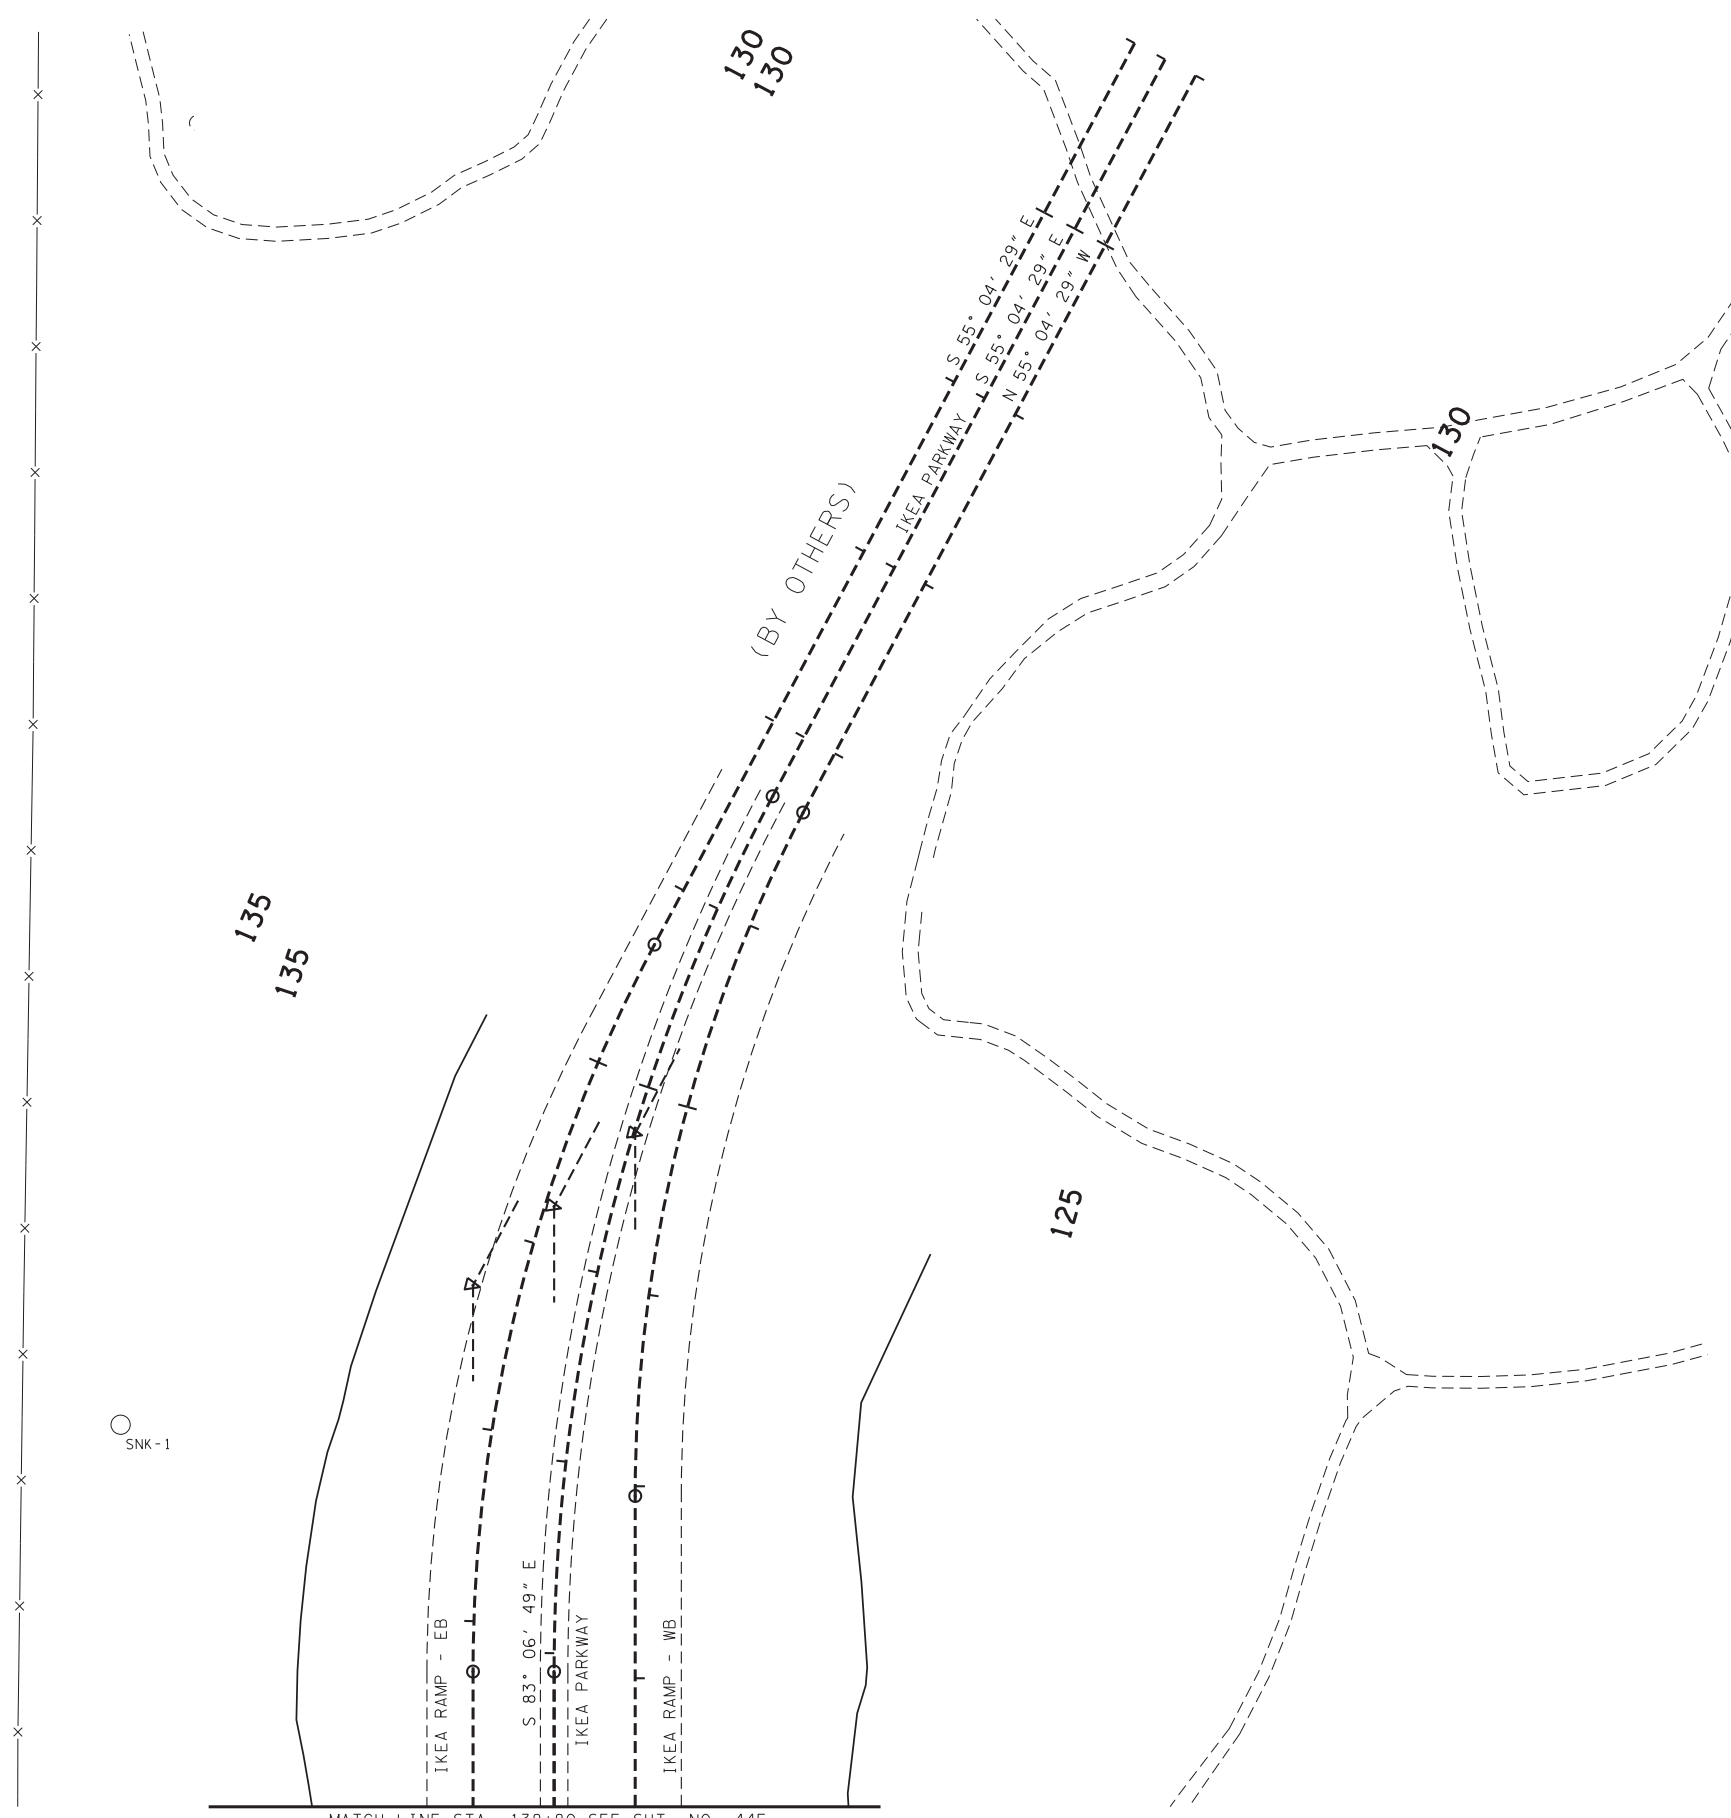 130
130
S 55° 04' 29" E
S 55° 04' 29" E
N 55° 04' 29" W
IKEA PARKWAY
130
(BY OTHERS)
135
135
125
SNK-1
IKEA RAMP - EB
S 83° 06' 49" E
IKEA PARKWAY
IKEA RAMP - WB